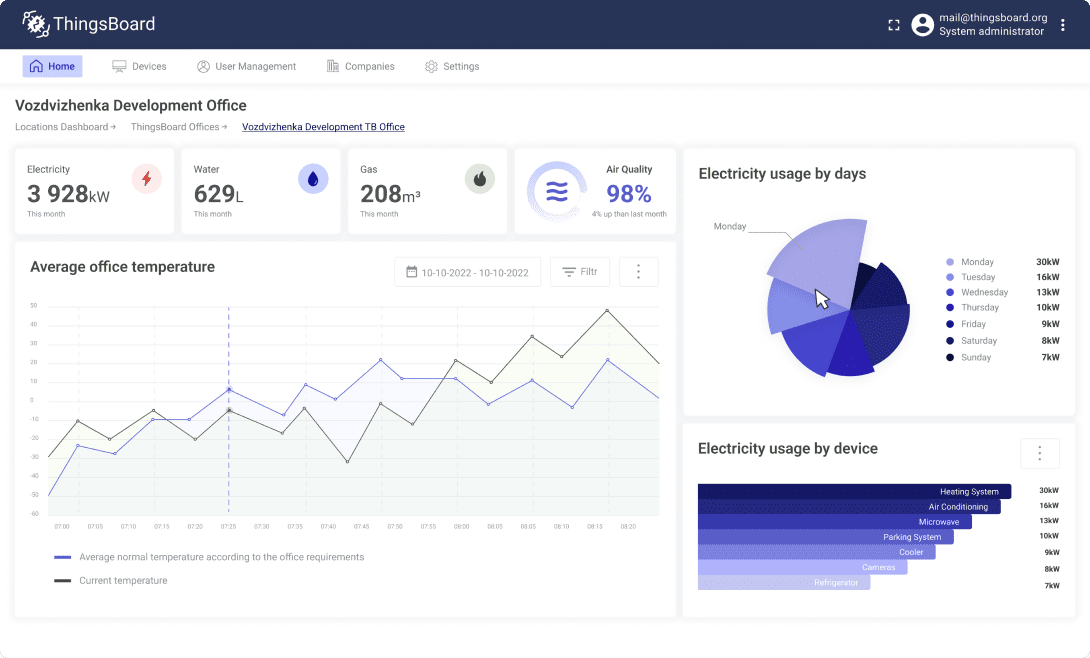 ThingsBoard
mail@thingsboard.org
System administrator
Home
Devices
User Management
Companies
Settings
Vozdvizhenka Development Office
Locations Dashboard →
ThingsBoard Offices →
Vozdvizhenka Development TB Office
Electricity
3 928kW
This month
Water
629L
This month
Gas
208m³
This month
Air Quality
98%
4% up than last month
Average office temperature
10-10-2022 - 10-10-2022
Filtr
50
40
30
20
10
0
-10
-20
-30
-40
-50
-60
07:00 07:05 07:10 07:15 07:20 07:25 07:30 07:35 07:40 07:45 07:50 07:55 08:00 08:05 08:05 08:10 08:15 08:20
Average normal temperature according to the office requirements
Current temperature
Electricity usage by days
Monday
Monday 30kW
Tuesday 16kW
Wednesday 13kW
Thursday 10kW
Friday 9kW
Saturday 8kW
Sunday 7kW
Electricity usage by device
Heating System 30kW
Air Conditioning 16kW
Microwave 13kW
Parking System 10kW
Cooler 9kW
Cameras 8kW
Refrigerator 7kW